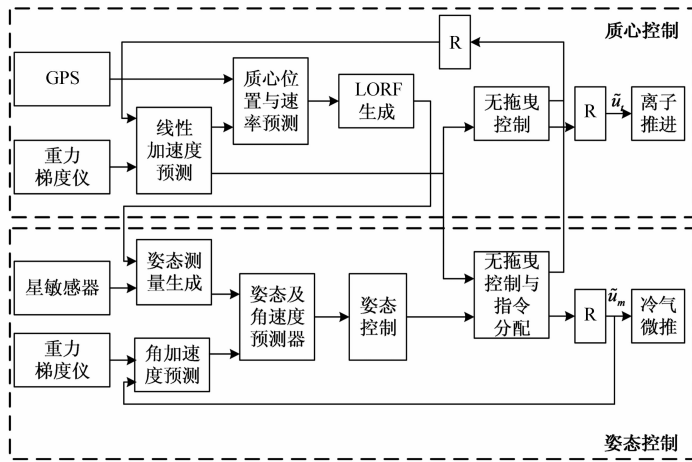 质心控制
R
GPS
质心位
置与速
率预测
LORF
生成
无拖曳
控制
R
ũt
离子
推进
线性
加速度
预测
重力
梯度仪
姿态测
量生成
星敏感器
姿态及
角速度
预测器
姿态
控制
无拖曳
控制与
指令
分配
R
ũm
冷气
微推
重力
梯度仪
角加速
度预测
姿态控制